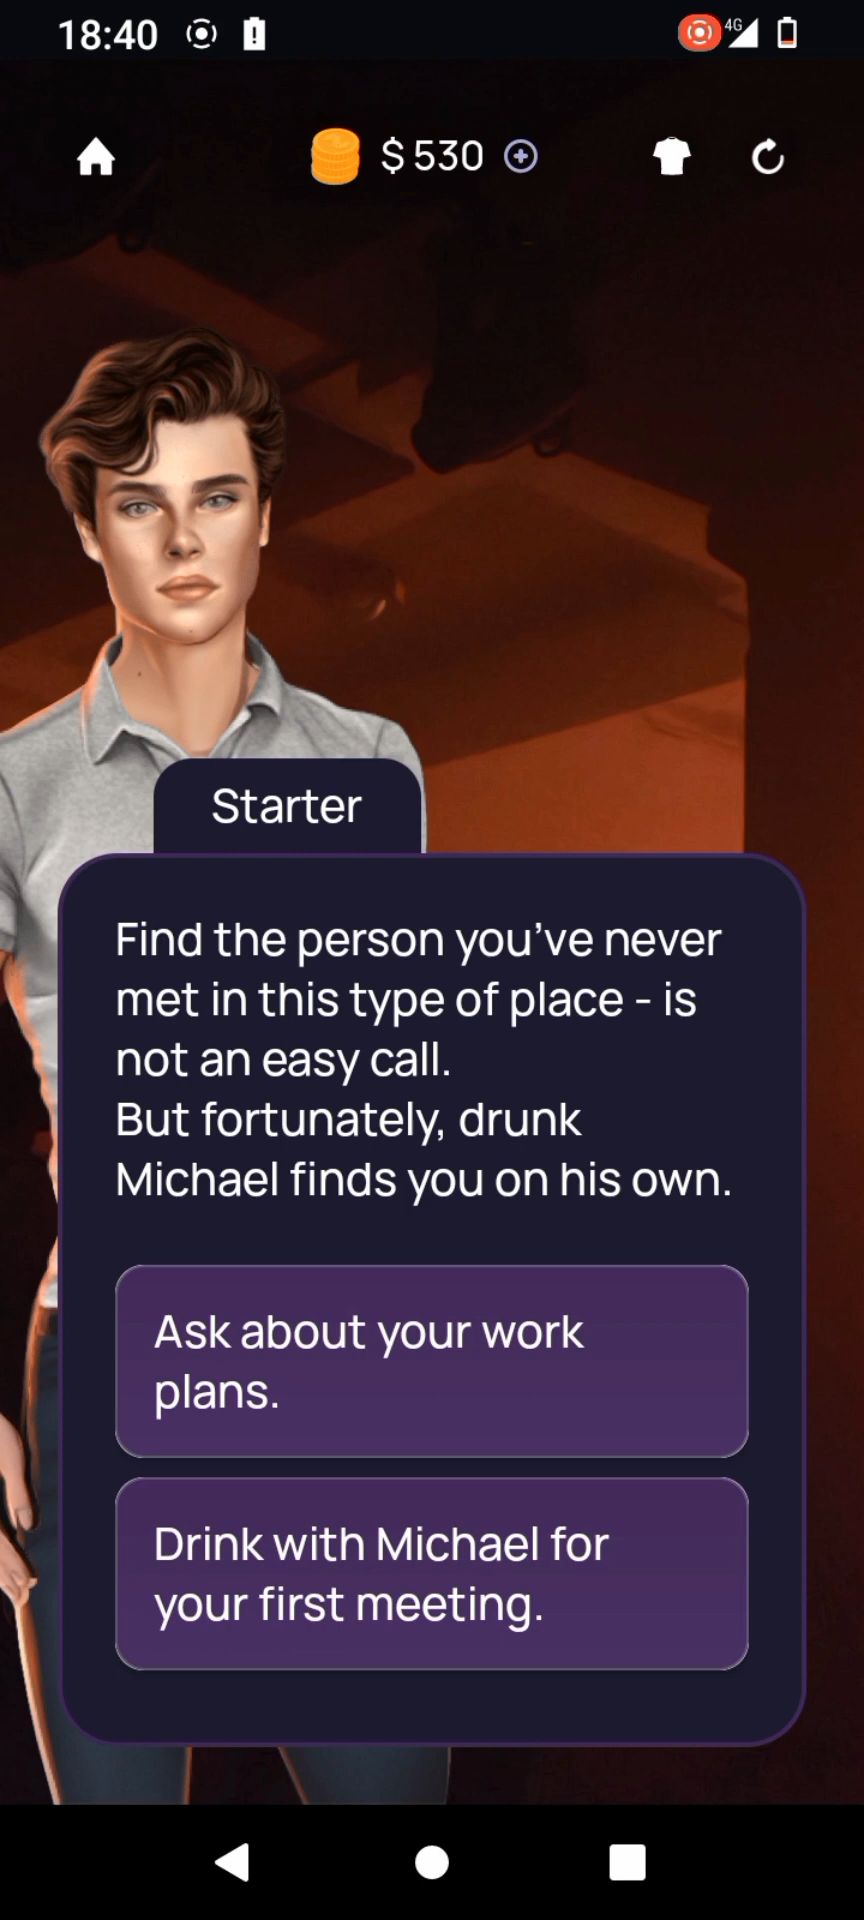 18:40
4G
$ 530
Starter
Find the person you’ve never
met in this type of place - is
not an easy call.
But fortunately, drunk
Michael finds you on his own.
Ask about your work
plans.
Drink with Michael for
your first meeting.